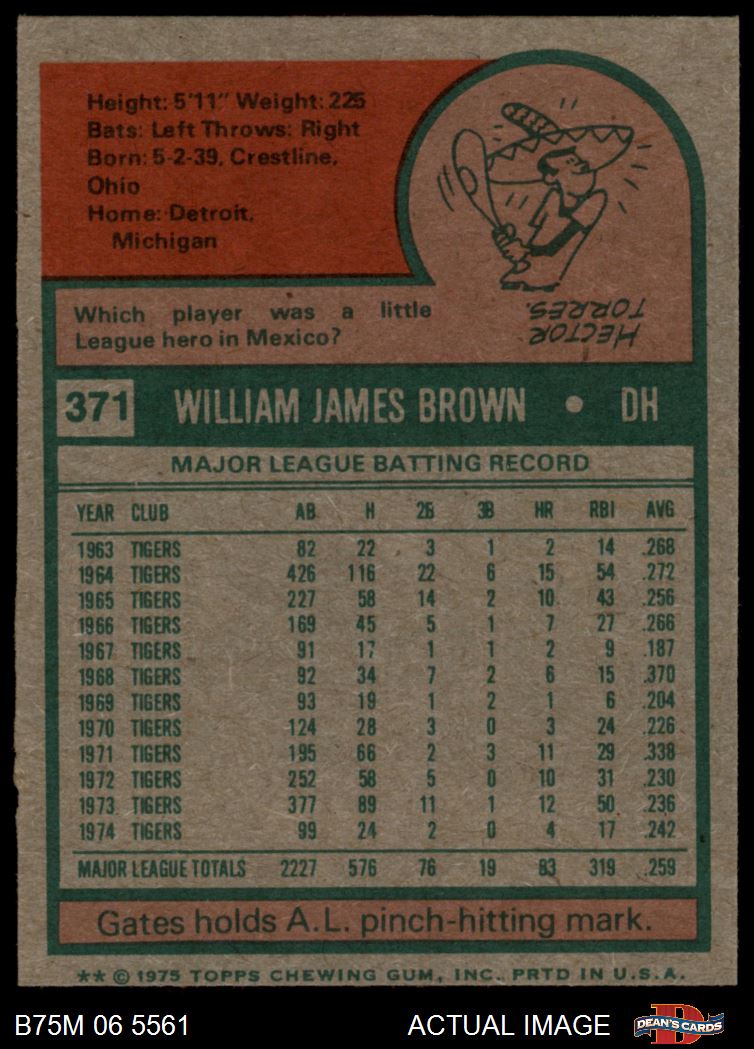 Height: 5'11" Weight: 225
Bats: Left Throws: Right
Born: 5-2-39, Crestline,
Ohio
Home: Detroit,
Michigan
Which player was a little
League hero in Mexico?
HECTOR
TORRES.
371 WILLIAM JAMES BROWN • DH
MAJOR LEAGUE BATTING RECORD
YEAR CLUB AB H 2B 3B HR RBI AVG
1963 TIGERS 82 22 3 1 2 14 .268
1964 TIGERS 426 116 22 6 15 54 .272
1965 TIGERS 227 58 14 2 10 43 .256
1966 TIGERS 169 45 5 1 7 27 .266
1967 TIGERS 91 17 1 1 2 9 .187
1968 TIGERS 92 34 7 2 6 15 .370
1969 TIGERS 93 19 1 2 1 6 .204
1970 TIGERS 124 28 3 0 3 24 .226
1971 TIGERS 195 66 2 3 11 29 .338
1972 TIGERS 252 58 5 0 10 31 .230
1973 TIGERS 377 89 11 1 12 50 .236
1974 TIGERS 99 24 2 0 4 17 .242
MAJOR LEAGUE TOTALS 2227 576 76 19 83 319 .259
Gates holds A.L. pinch-hitting mark.
** © 1975 TOPPS CHEWING GUM, INC. PRTD IN U.S.A.
B75M 06 5561 ACTUAL IMAGE
D
DEAN'S CARDS